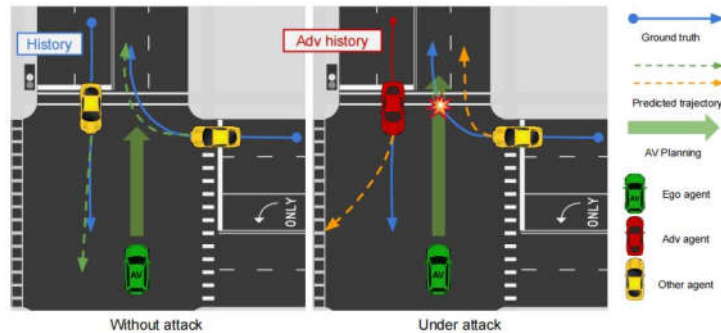 History
Adv history
ONLY
ONLY
AV
AV
Without attack
Under attack
Ground truth
Predicted trajectory
AV Planning
AV
Ego agent
Adv agent
Other agent